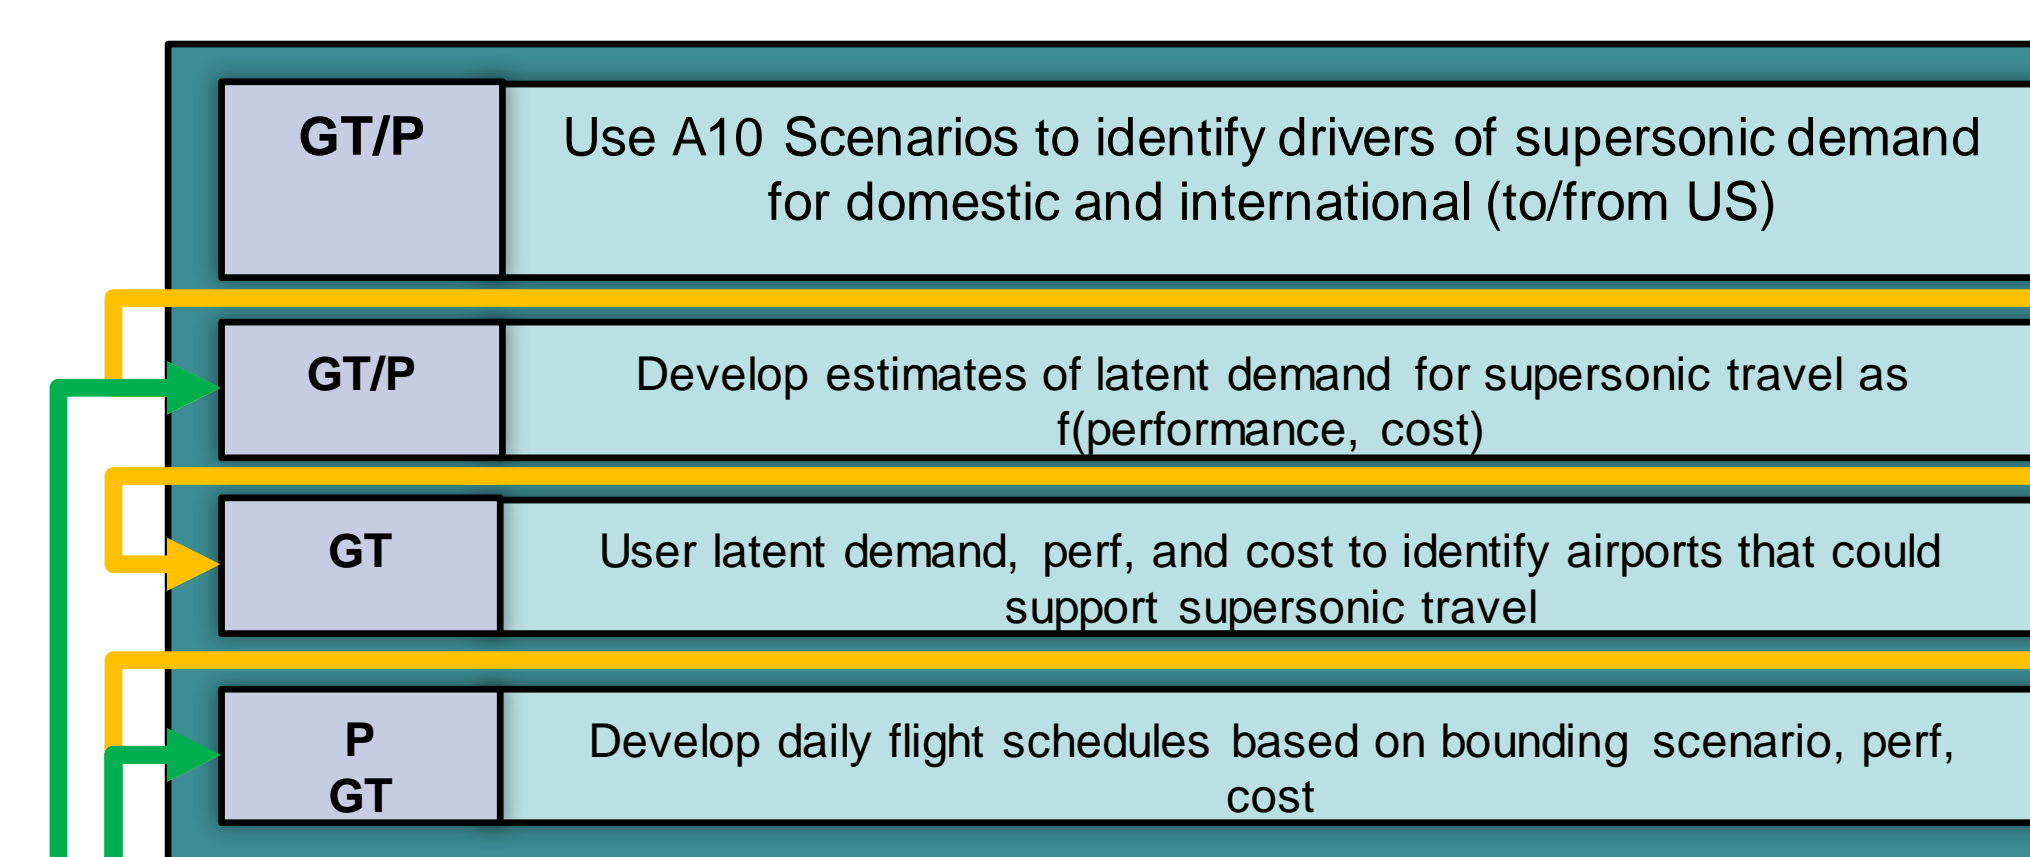 GT/P
Use A10 Scenarios to identify drivers of supersonic demand
for domestic and international (to/from US)
GT/P
Develop estimates of latent demand for supersonic travel as
f(performance, cost)
GT
User latent demand, perf, and cost to identify airports that could
support supersonic travel
P
GT
Develop daily flight schedules based on bounding scenario, perf,
cost